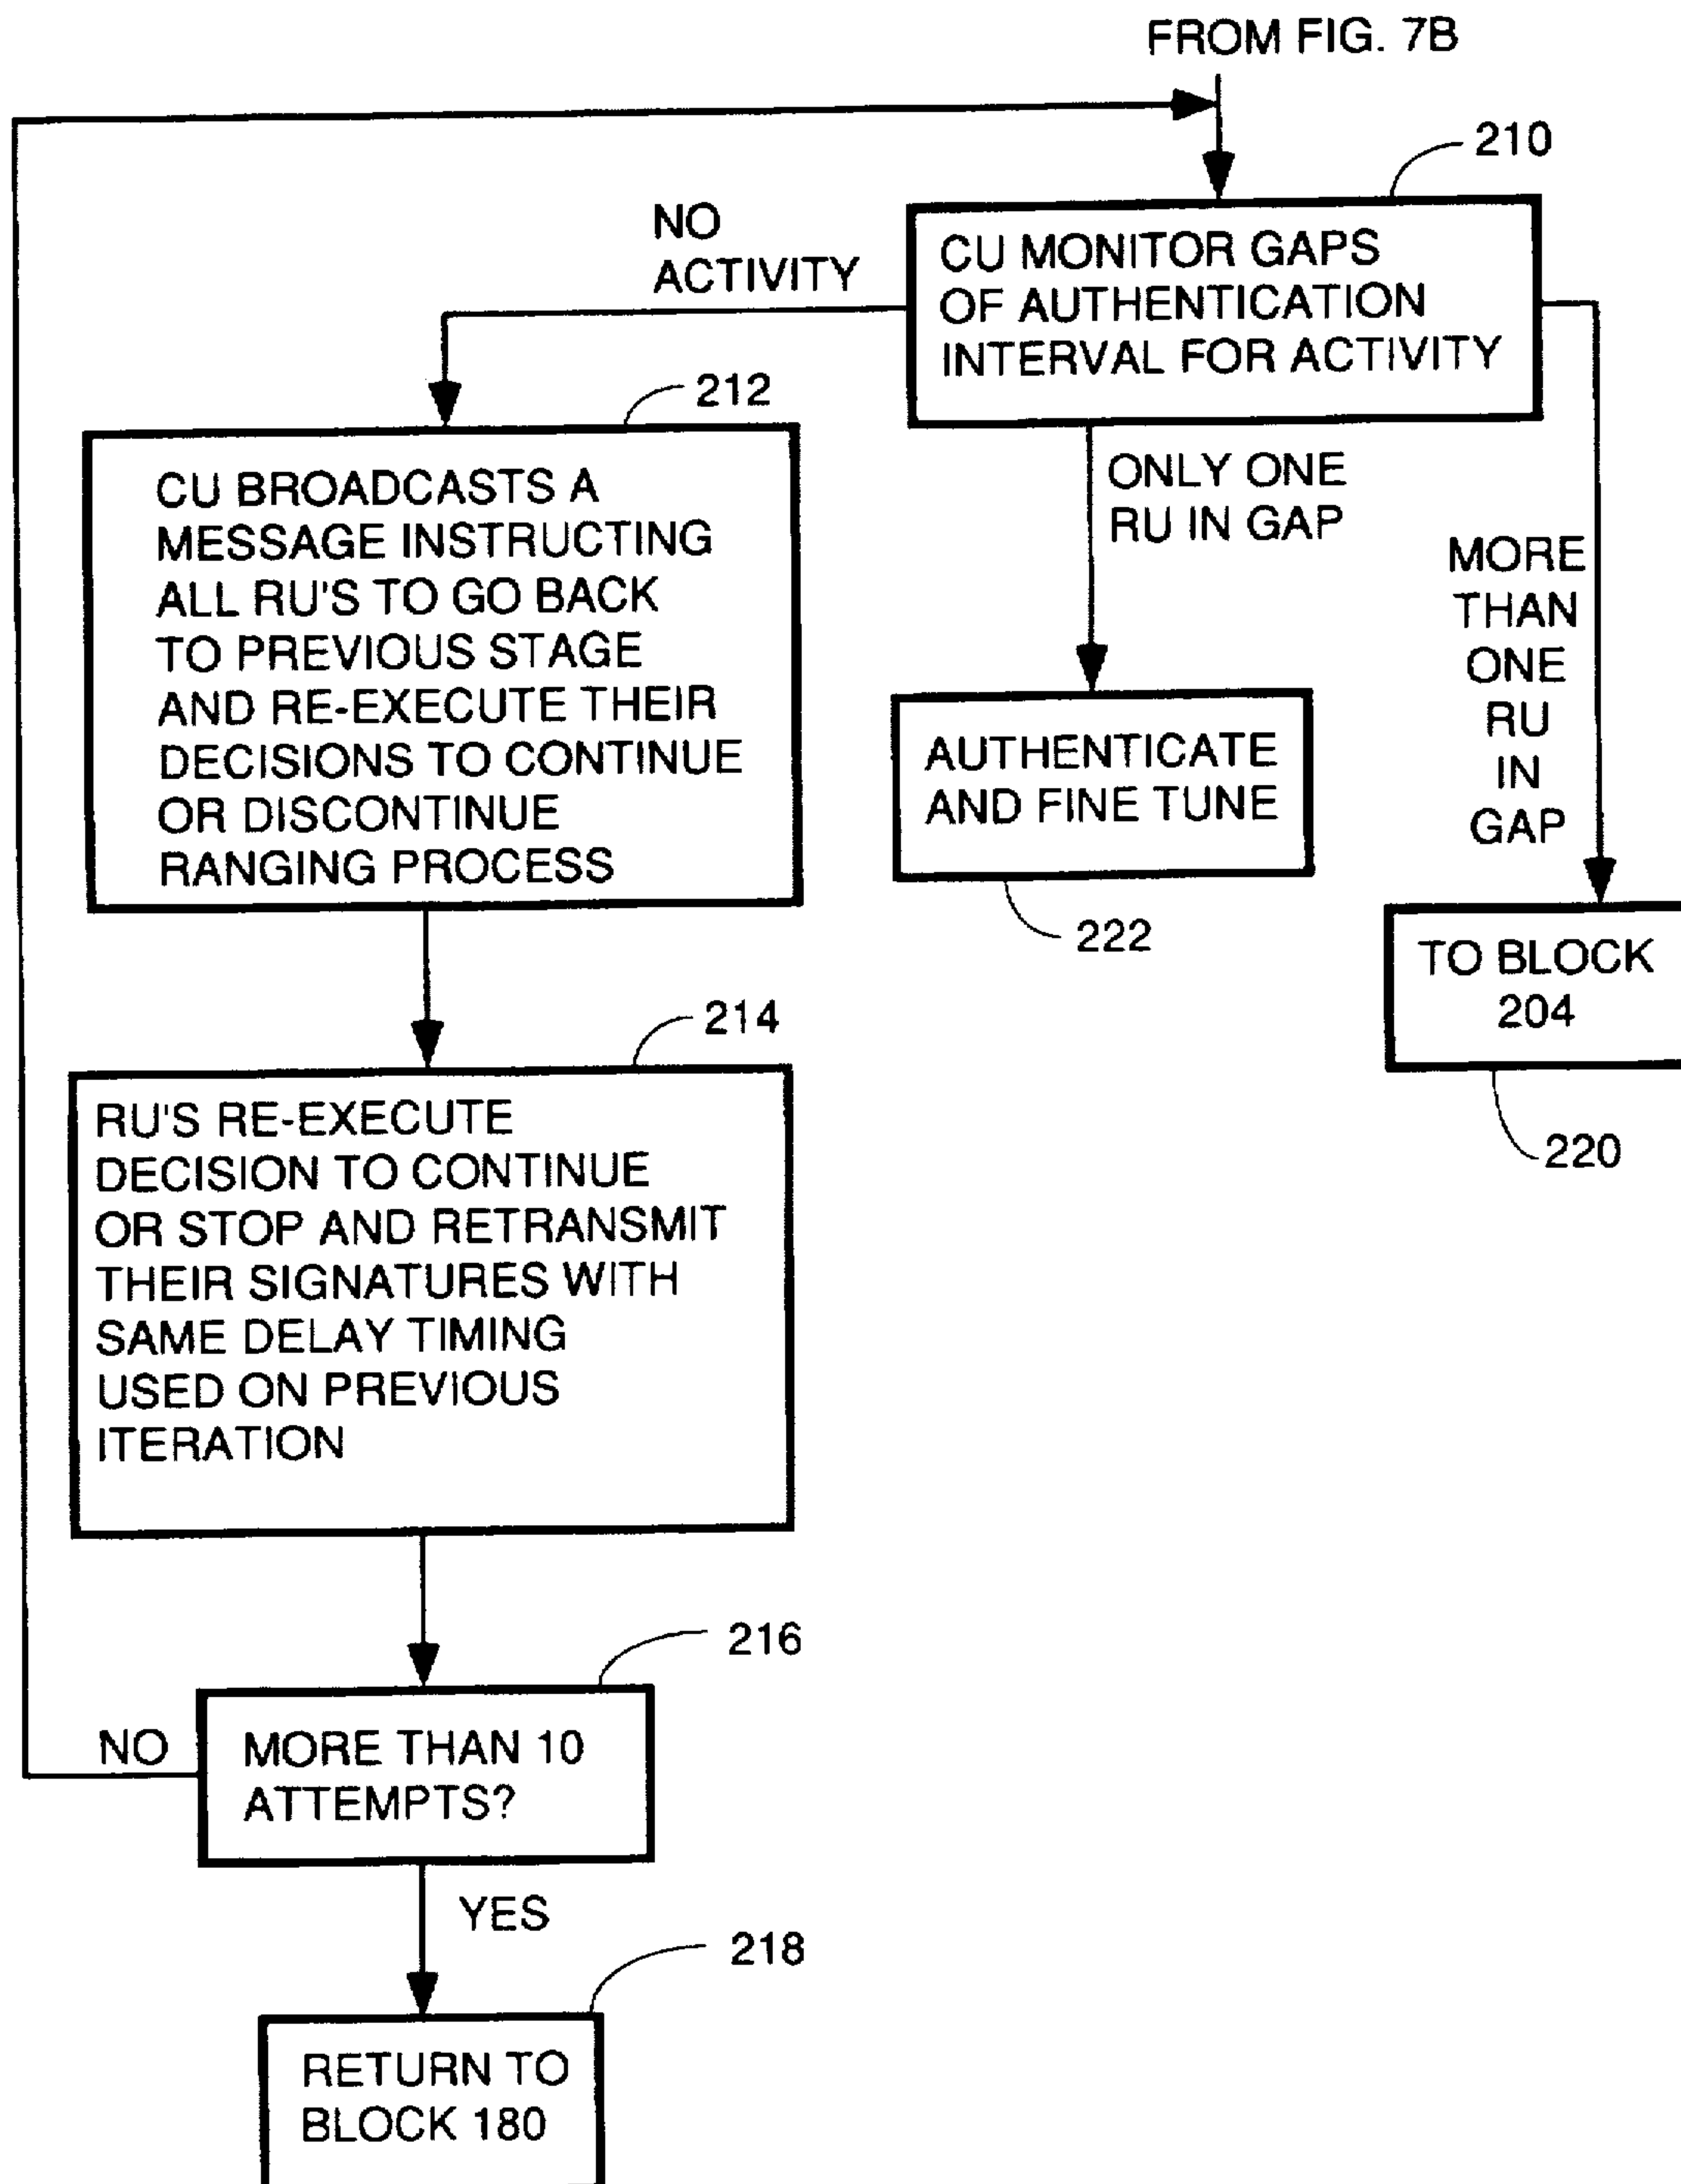 FROM FIG. 7B
210
CU MONITOR GAPS
OF AUTHENTICATION
INTERVAL FOR ACTIVITY
NO
ACTIVITY
212
CU BROADCASTS A
MESSAGE INSTRUCTING
ALL RU'S TO GO BACK
TO PREVIOUS STAGE
AND RE-EXECUTE THEIR
DECISIONS TO CONTINUE
OR DISCONTINUE
RANGING PROCESS
ONLY ONE
RU IN GAP
MORE
THAN
ONE
RU
IN
GAP
AUTHENTICATE
AND FINE TUNE
222
TO BLOCK
204
220
214
RU'S RE-EXECUTE
DECISION TO CONTINUE
OR STOP AND RETRANSMIT
THEIR SIGNATURES WITH
SAME DELAY TIMING
USED ON PREVIOUS
ITERATION
216
NO
MORE THAN 10
ATTEMPTS?
YES
218
RETURN TO
BLOCK 180